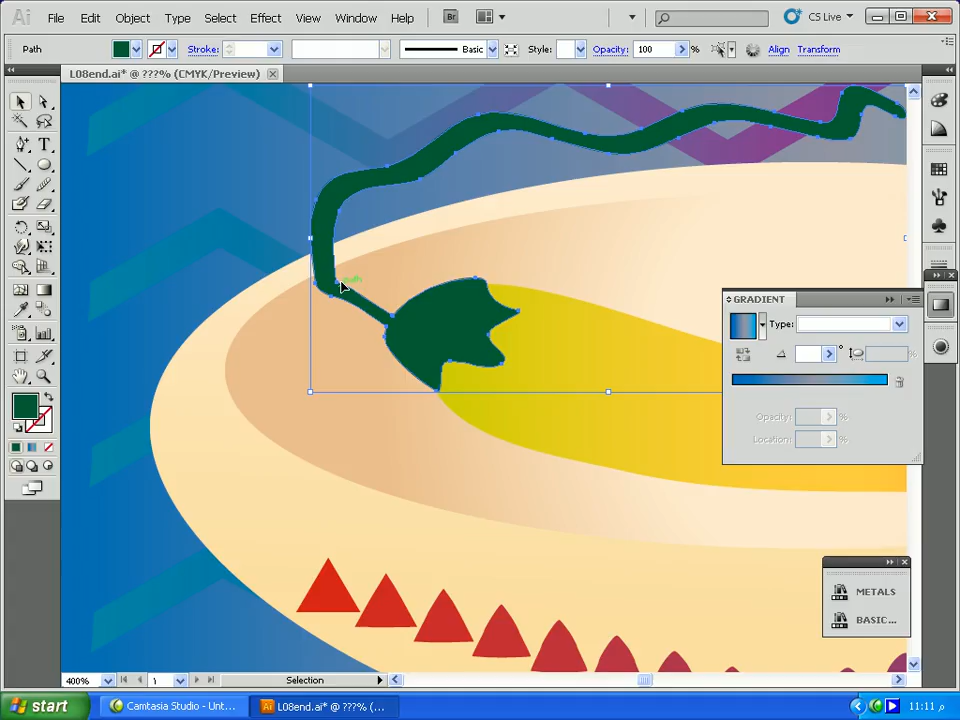 Ai File Edit Object Type Select Effect View Window Help Br CS Live
Path Stroke: Basic Style: Opacity: 100 % Align Transform
L08end.ai* @ ???% (CMYK/Preview)
path
GRADIENT
Type:
°
%
Opacity: %
Location: %
METALS
BASIC...
400% 1 Selection
start Camtasia Studio - Unt... L08end.ai* @ ???% (... 11:11 م